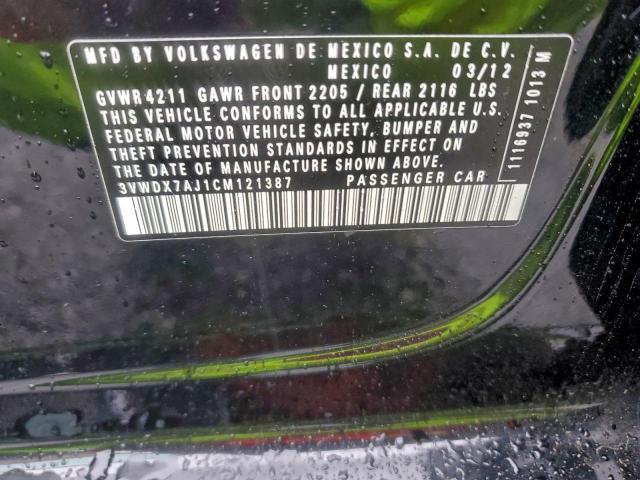 MFD BY VOLKSWAGEN DE MEXICO S.A. DE C.V.
MEXICO 03/12
GVWR 4211 GAWR FRONT 2205 / REAR 2116 LBS
THIS VEHICLE CONFORMS TO ALL APPLICABLE U.S.
FEDERAL MOTOR VEHICLE SAFETY, BUMPER AND
THEFT PREVENTION STANDARDS IN EFFECT ON
THE DATE OF MANUFACTURE SHOWN ABOVE.
3VWDX7AJ1CM121387 PASSENGER CAR
1116937 1013 M